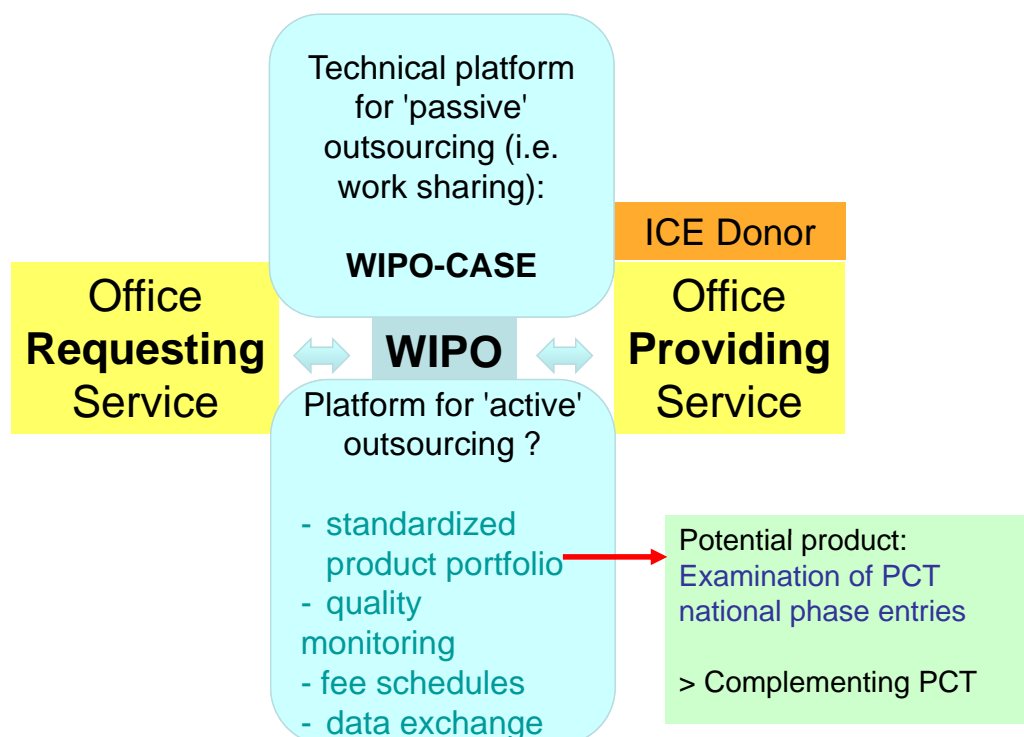 Technical platform
for 'passive'
outsourcing (i.e.
work sharing):
WIPO-CASE
ICE Donor
Office
Requesting
Service
WIPO
Office
Providing
Service
Platform for 'active'
outsourcing ?
- standardized
product portfolio
- quality
monitoring
- fee schedules
- data exchange
Potential product:
Examination of PCT
national phase entries
> Complementing PCT